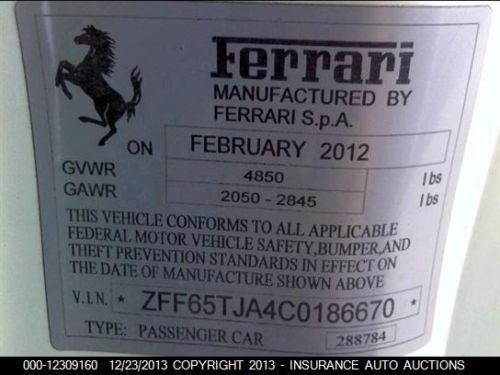 Ferrari
MANUFACTURED BY
FERRARI S.p.A.
ON FEBRUARY 2012
GVWR 4850 lbs
GAWR 2050 - 2845 lbs
THIS VEHICLE CONFORMS TO ALL APPLICABLE
FEDERAL MOTOR VEHICLE SAFETY,BUMPER,AND
THEFT PREVENTION STANDARDS IN EFFECT ON
THE DATE OF MANUFACTURE SHOWN ABOVE
V.I.N. * ZFF65TJA4C0186670 *
TYPE: PASSENGER CAR 288784
000-12309160 12/23/2013 COPYRIGHT 2013 - INSURANCE AUTO AUCTIONS